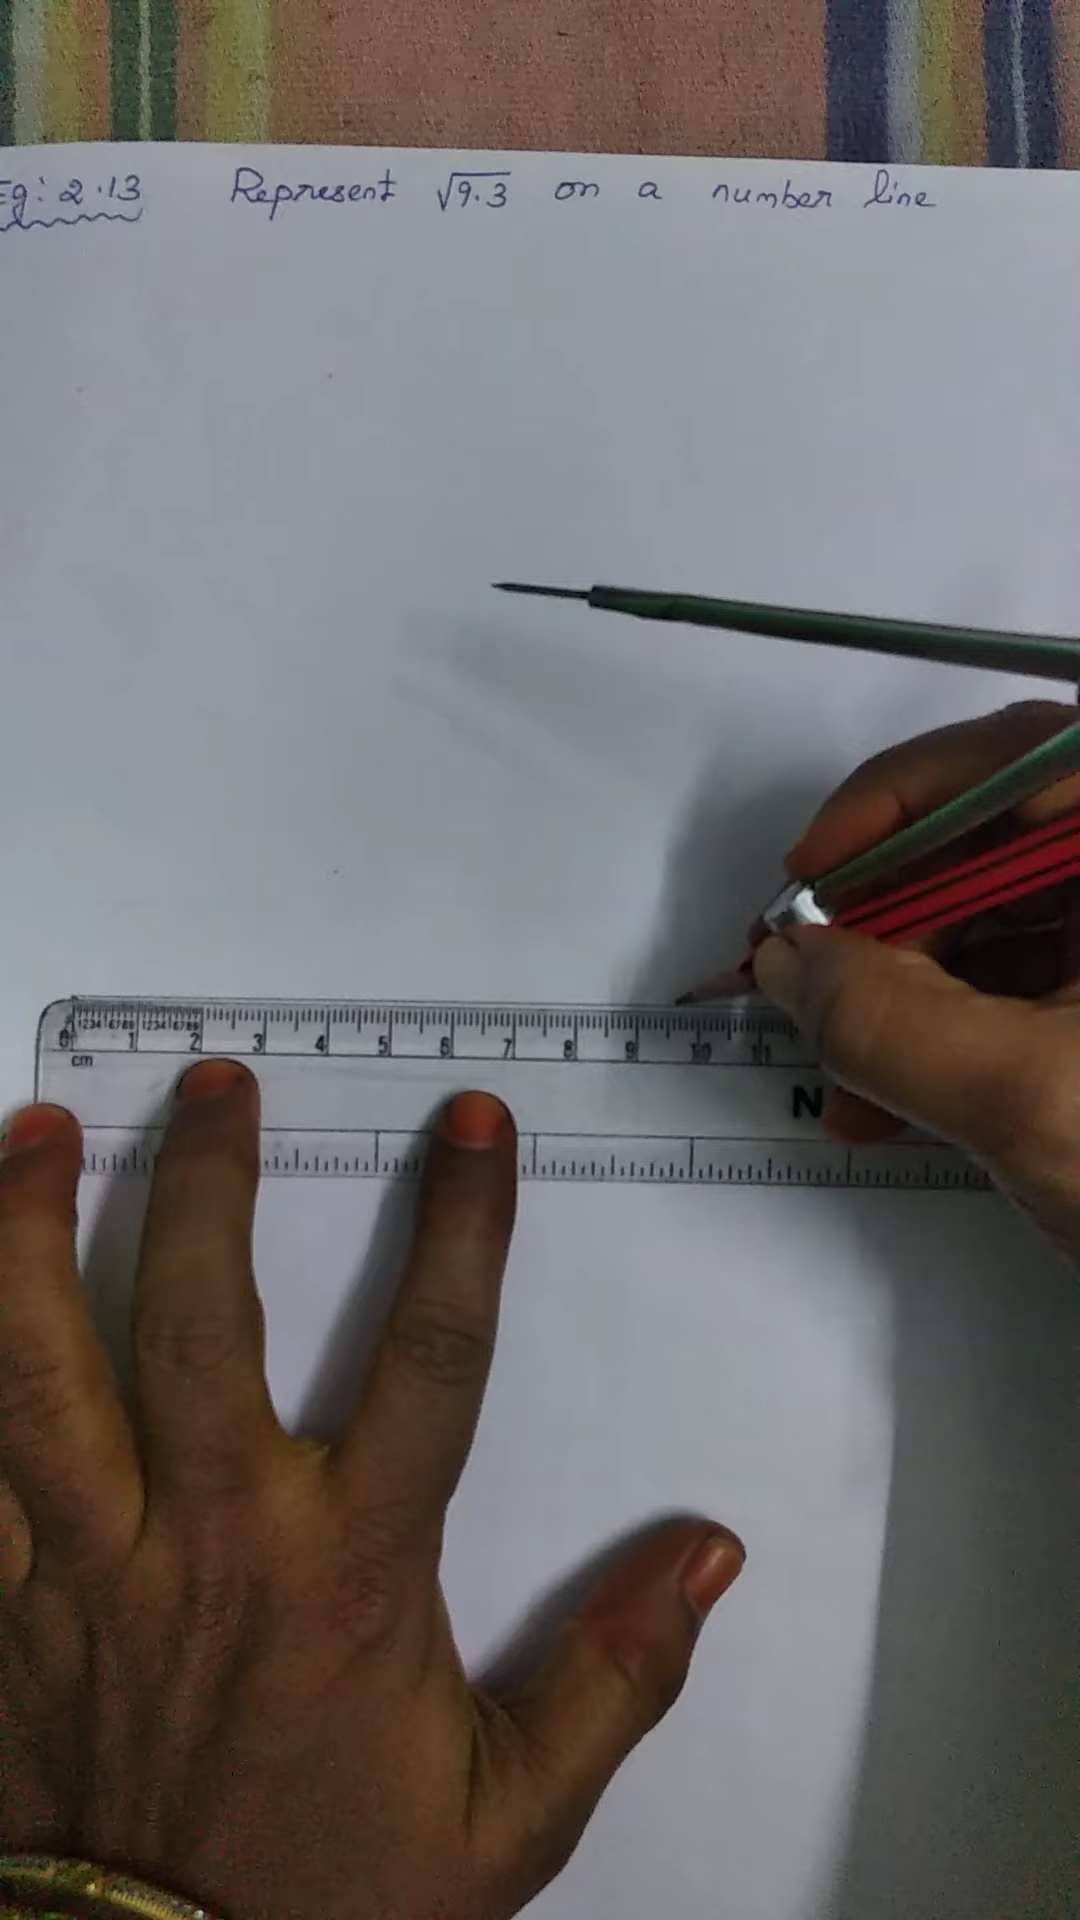 Eg: 2.13 Represent √9.3 on a number line
0 1 2 3 4 5 6 7 8 9 10 11
cm
N